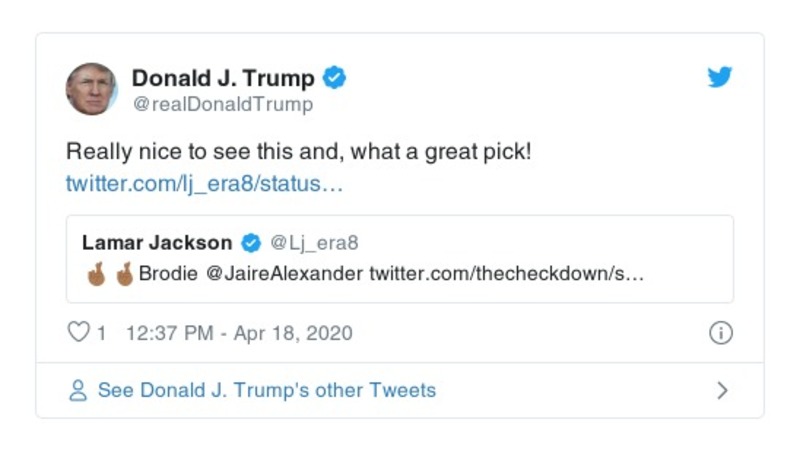 Donald J. Trump
@realDonaldTrump
Really nice to see this and, what a great pick!
twitter.com/lj_era8/status…
Lamar Jackson @Lj_era8
🤞🏾🤞🏾Brodie @JaireAlexander twitter.com/thecheckdown/s…
1 12:37 PM - Apr 18, 2020
See Donald J. Trump's other Tweets